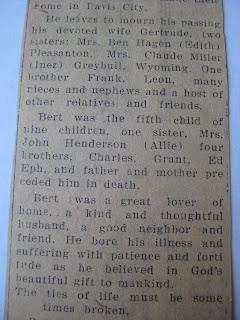 home in Davis City.
He leaves to mourn his passing
his devoted wife Gertrude, two
sisters: Mrs. Ben Hagen (Edith)
Pleasanton, Mrs. Claude Miller
(Inez) Greybull, Wyoming. One
brother Frank, Leon, many
nieces and nephews and a host of
other relatives and friends.
Bert was the fifth child of
nine children, one sister, Mrs.
John Henderson (Allie) four
brothers, Charles, Grant, Ed
Eph, and father and mother pre
ceded him in death.
Bert was a great lover of
home, a kind and thoughtful
husband, a good neighbor and
friend. He bore his illness and
suffering with patience and forti
tude as he believed in God's
beautiful gift to mankind.
The ties of life must be some
times broken.